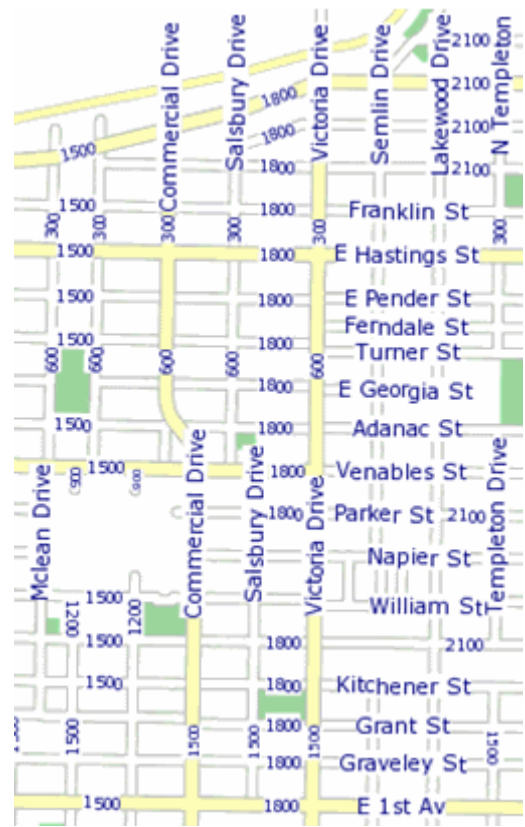 2100
Commercial Drive
Salsbury Drive
Victoria Drive
Semlin Drive
Lakewood Drive
N Templeton
2100
1800
2100
1800
1500
1800
2100
1500
1800
Franklin St
300
300
300
300
300
300
1500
1800
E Hastings St
1500
1800
E Pender St
Ferndale St
1500
1800
Turner St
600
600
600
600
600
1800
E Georgia St
1500
Adanac St
1500
1800
Venables St
900
900
Mclean Drive
Commercial Drive
Salsbury Drive
Victoria Drive
Templeton Drive
1800
Parker St
2100
Napier St
1500
William St
1200
1200
1500
1800
2100
1500
1800
Kitchener St
1800
Grant St
1500
1500
1500
1500
1500
1500
Graveley St
1500
1800
E 1st Av